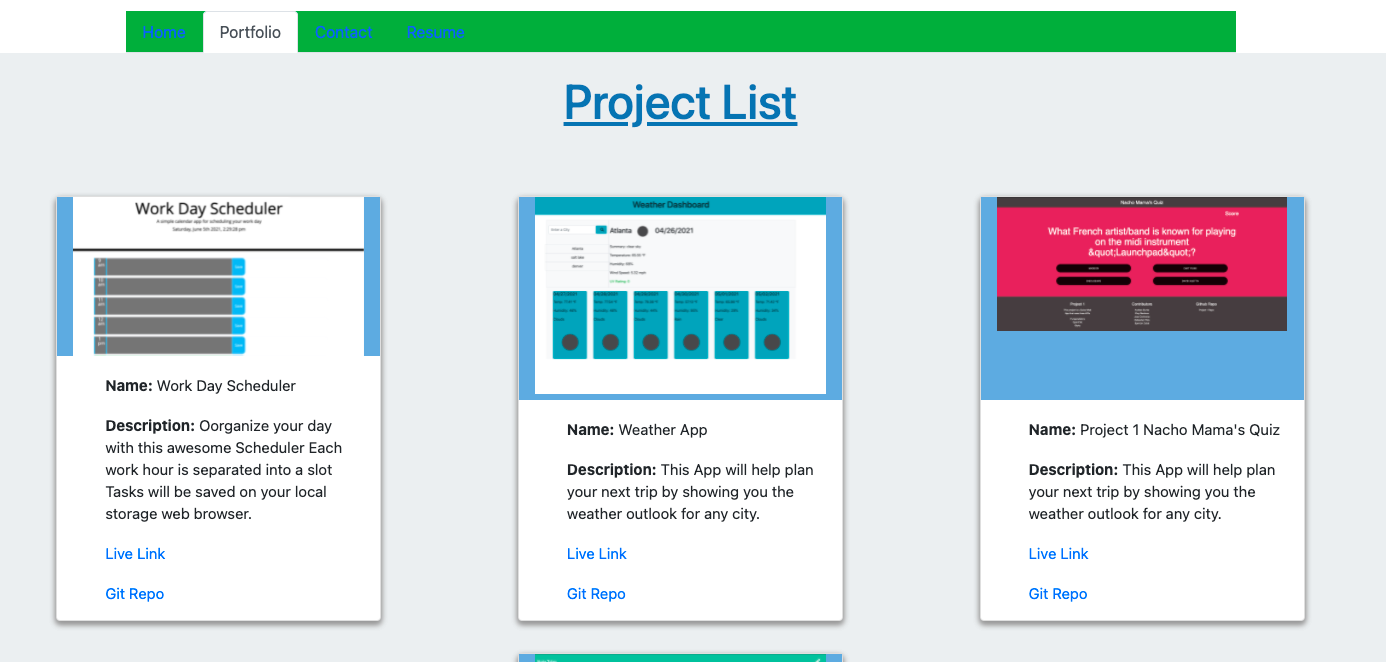 Home Portfolio Contact Resume
Project List
Work Day Scheduler
A simple calendar app for scheduling your work day
Saturday, June 5th 2021, 2:29:28 pm
Name: Work Day Scheduler
Description: Oorganize your day
with this awesome Scheduler Each
work hour is separated into a slot
Tasks will be saved on your local
storage web browser.
Live Link
Git Repo
Weather Dashboard
Atlanta 04/26/2021
Name: Weather App
Description: This App will help plan
your next trip by showing you the
weather outlook for any city.
Live Link
Git Repo
Nacho Mama's Quiz
Score
What French artist/band is known for playing
on the midi instrument
&quot;Launchpad&quot;?
Project 1 Contributors Github Repo
Name: Project 1 Nacho Mama's Quiz
Description: This App will help plan
your next trip by showing you the
weather outlook for any city.
Live Link
Git Repo